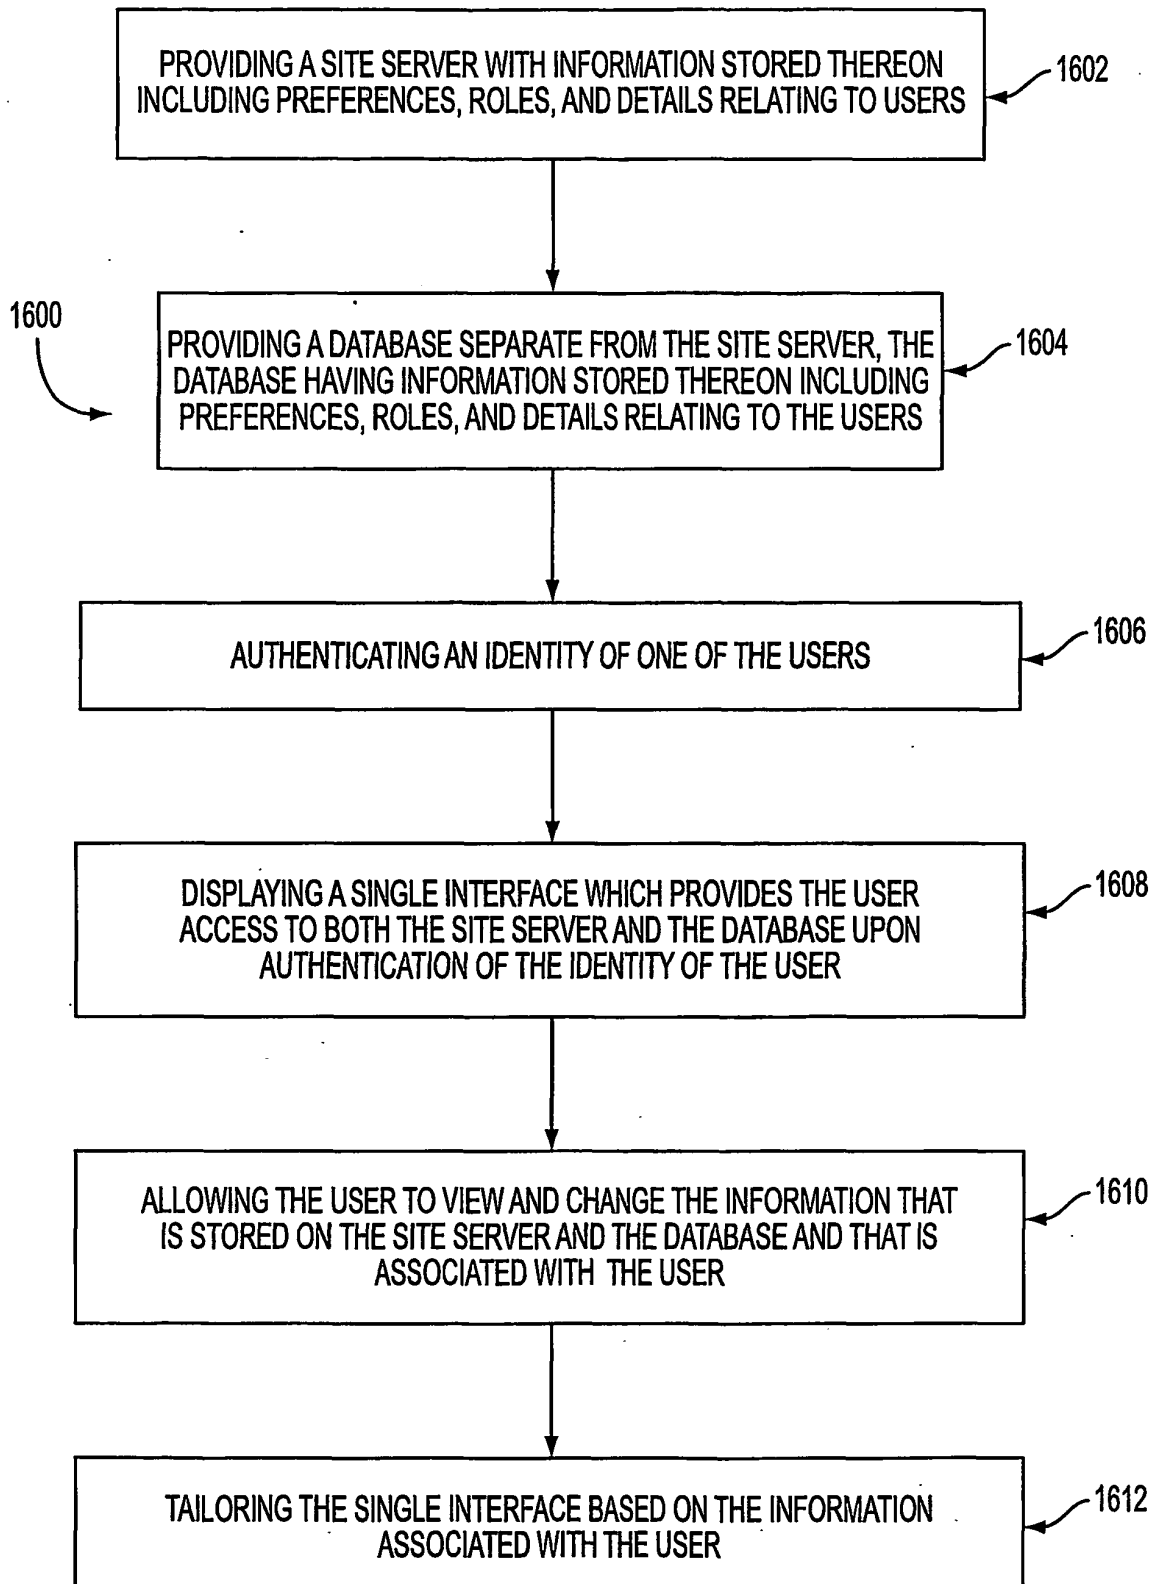 PROVIDING A SITE SERVER WITH INFORMATION STORED THEREON
INCLUDING PREFERENCES, ROLES, AND DETAILS RELATING TO USERS
1602
1600
PROVIDING A DATABASE SEPARATE FROM THE SITE SERVER, THE
DATABASE HAVING INFORMATION STORED THEREON INCLUDING
PREFERENCES, ROLES, AND DETAILS RELATING TO THE USERS
1604
AUTHENTICATING AN IDENTITY OF ONE OF THE USERS
1606
DISPLAYING A SINGLE INTERFACE WHICH PROVIDES THE USER
ACCESS TO BOTH THE SITE SERVER AND THE DATABASE UPON
AUTHENTICATION OF THE IDENTITY OF THE USER
1608
ALLOWING THE USER TO VIEW AND CHANGE THE INFORMATION THAT
IS STORED ON THE SITE SERVER AND THE DATABASE AND THAT IS
ASSOCIATED WITH THE USER
1610
TAILORING THE SINGLE INTERFACE BASED ON THE INFORMATION
ASSOCIATED WITH THE USER
1612